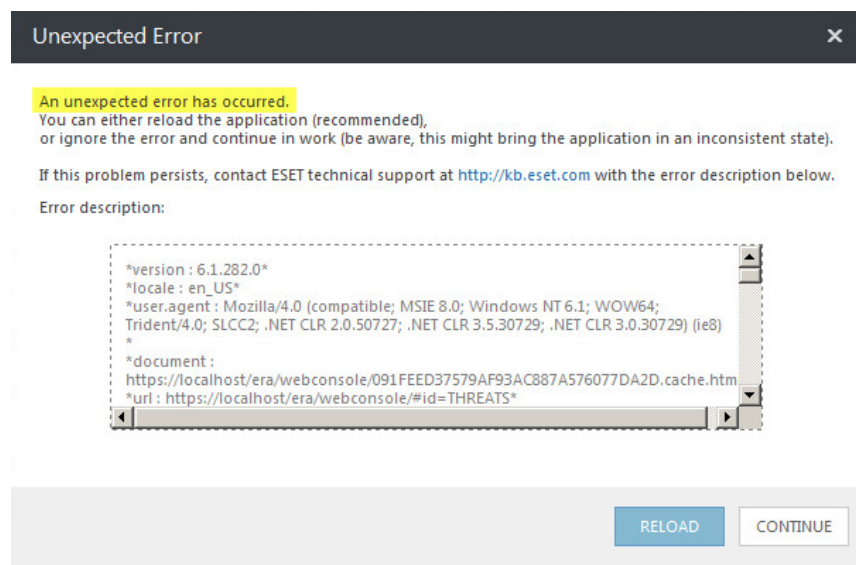 Unexpected Error
An unexpected error has occurred.
You can either reload the application (recommended),
or ignore the error and continue in work (be aware, this might bring the application in an inconsistent state).
If this problem persists, contact ESET technical support at http://kb.eset.com with the error description below.
Error description:
*version : 6.1.282.0*
*locale : en_US*
*user.agent : Mozilla/4.0 (compatible; MSIE 8.0; Windows NT 6.1; WOW64;
Trident/4.0; SLCC2; .NET CLR 2.0.50727; .NET CLR 3.5.30729; .NET CLR 3.0.30729) (ie8)
*
*document :
https://localhost/era/webconsole/091FEED37579AF93AC887A576077DA2D.cache.htm
*url : https://localhost/era/webconsole/#id=THREATS*
RELOAD CONTINUE